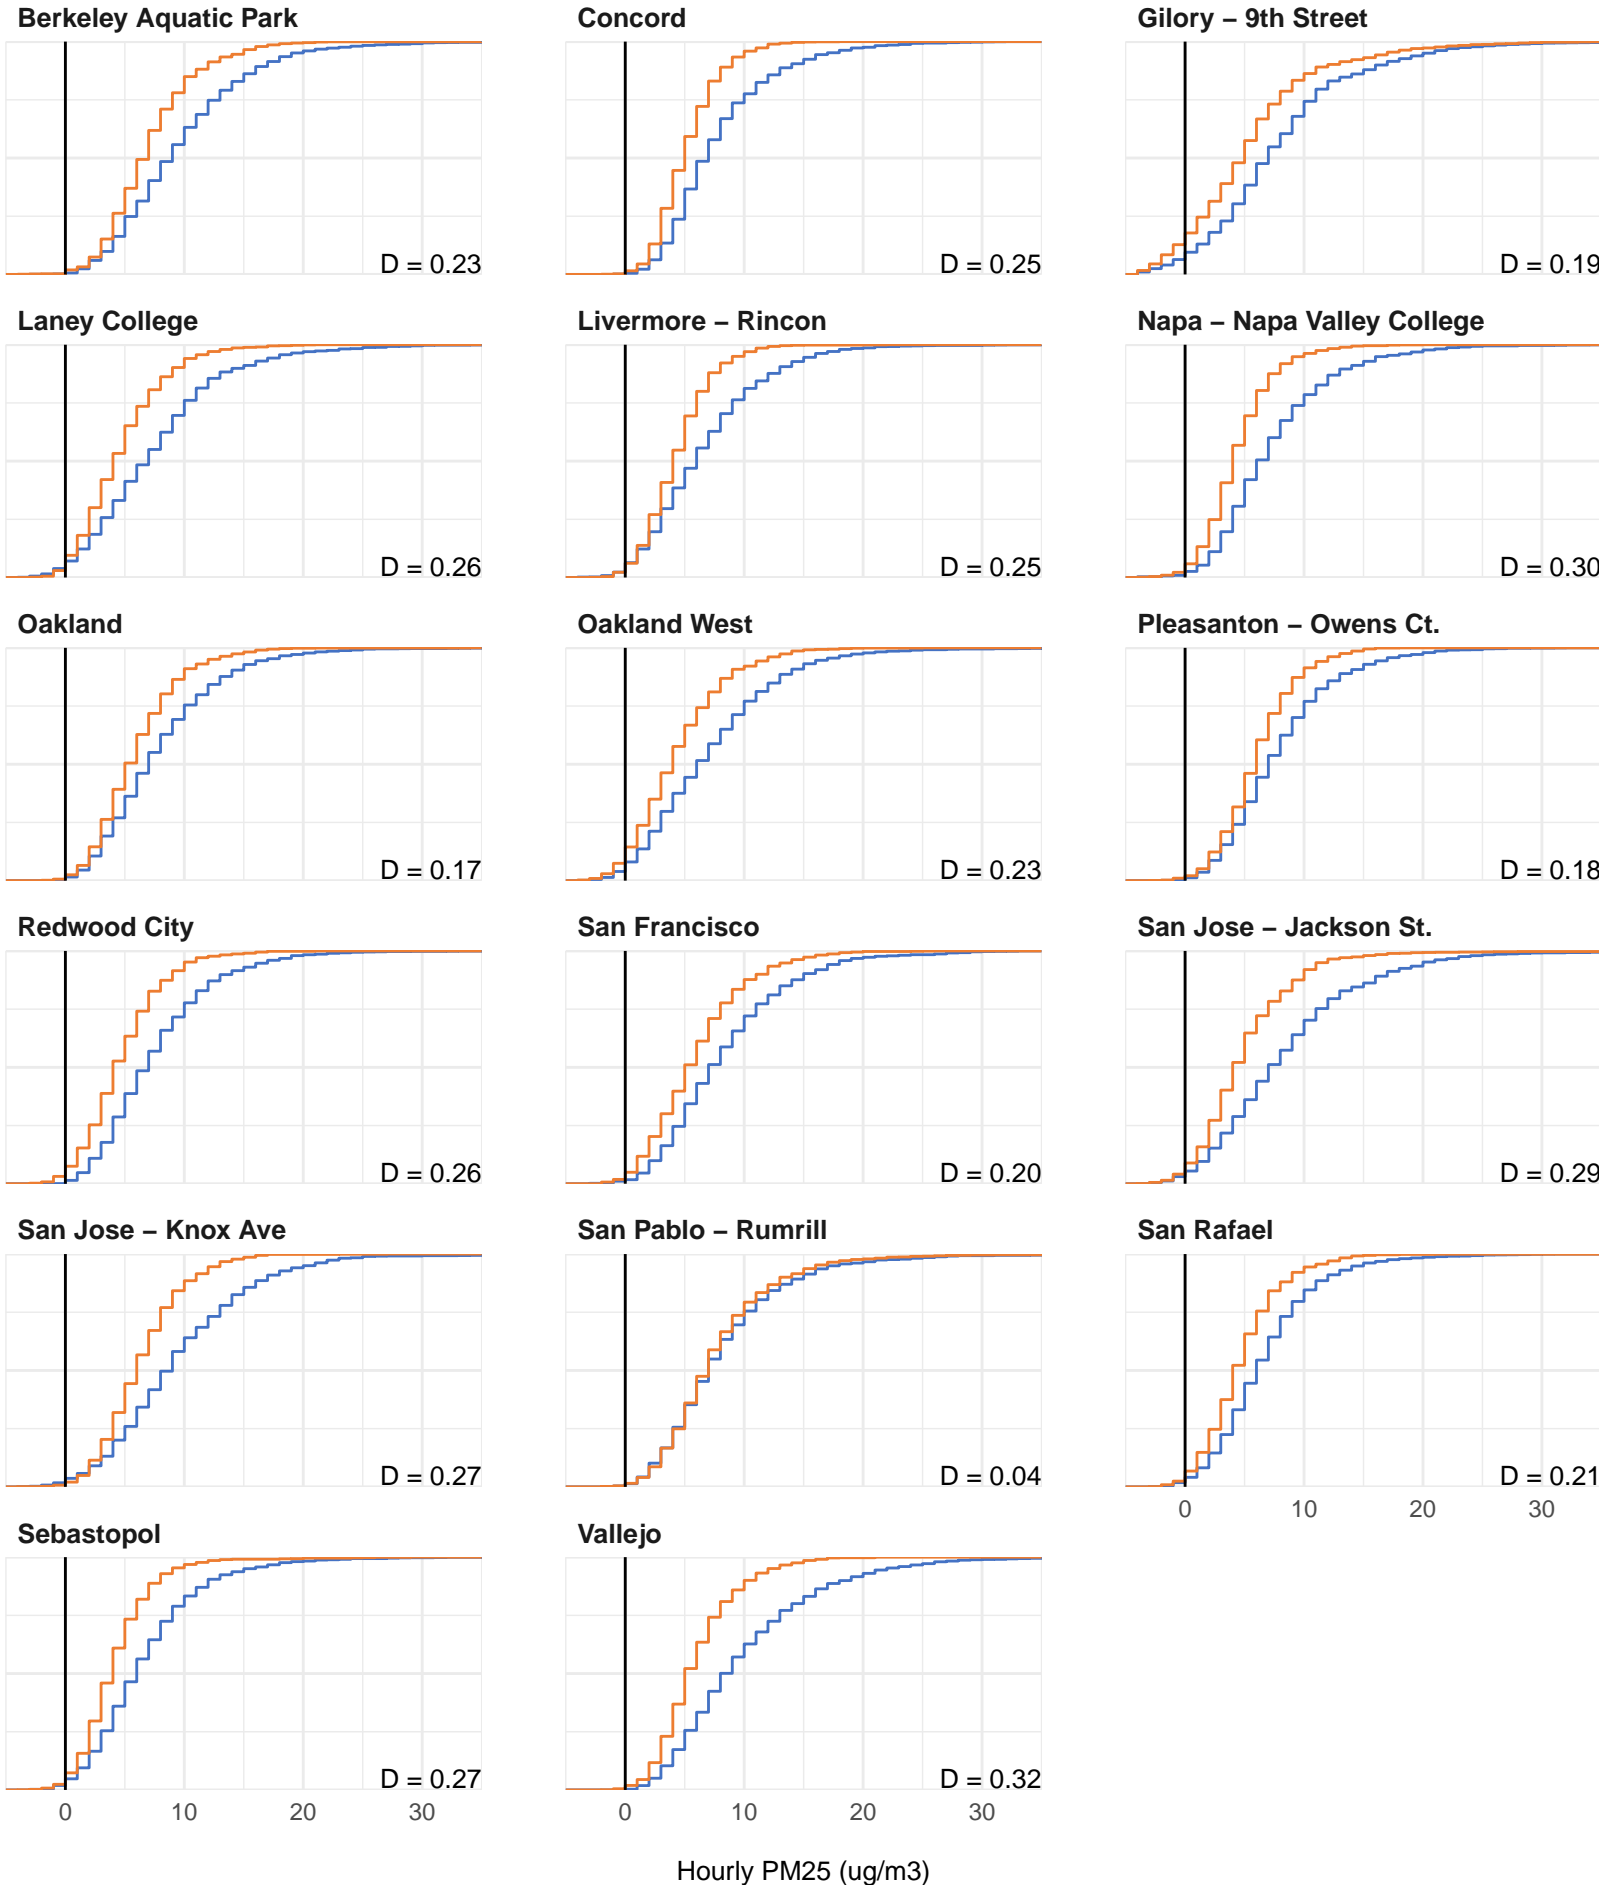 Berkeley Aquatic Park
Concord
Gilory – 9th Street
D = 0.23
D = 0.25
D = 0.19
Laney College
Livermore – Rincon
Napa – Napa Valley College
D = 0.26
D = 0.25
D = 0.30
Oakland
Oakland West
Pleasanton – Owens Ct.
D = 0.17
D = 0.23
D = 0.18
Redwood City
San Francisco
San Jose – Jackson St.
D = 0.26
D = 0.20
D = 0.29
San Jose – Knox Ave
San Pablo – Rumrill
San Rafael
D = 0.27
D = 0.04
D = 0.21
0 10 20 30
Sebastopol
Vallejo
D = 0.27
D = 0.32
0 10 20 30
0 10 20 30
Hourly PM25 (ug/m3)